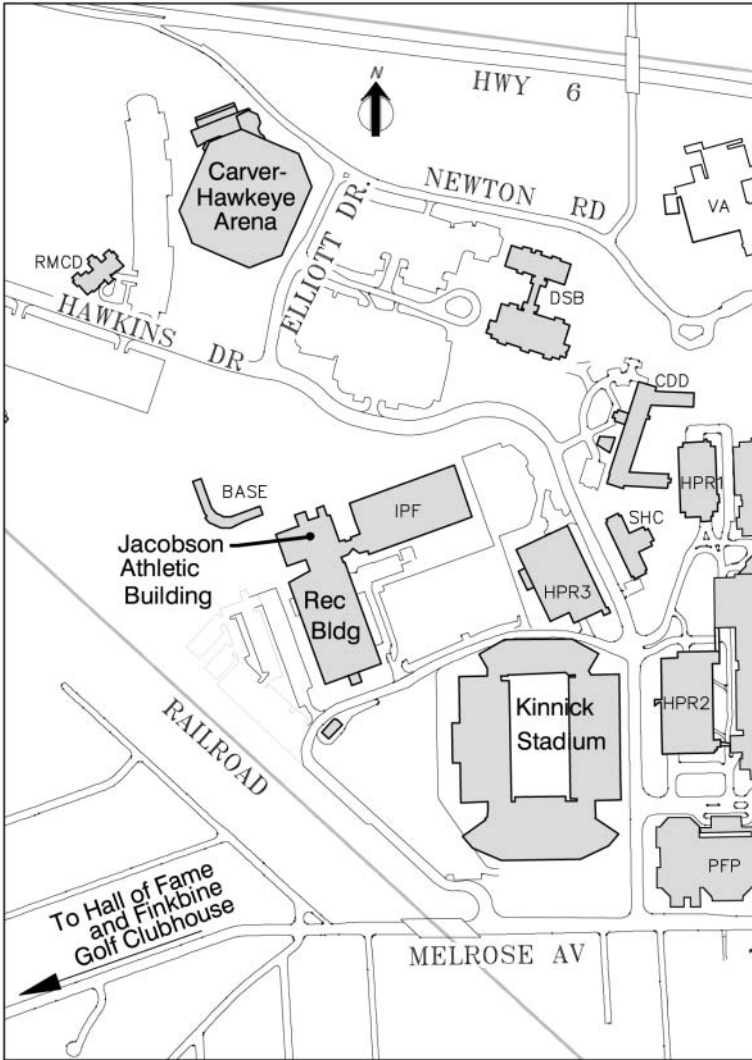 N
HWY 6
Carver-
Hawkeye
Arena
NEWTON RD
VA
ELLIOTT DR.
RMCD
DSB
HAWKINS DR
CDD
HPR1
BASE
IPF
SHC
Jacobson
Athletic
Building
Rec
Bldg
HPR3
Kinnick
Stadium
HPR2
RAILROAD
PFP
To Hall of Fame
and Finkbine
Golf Clubhouse
MELROSE AV